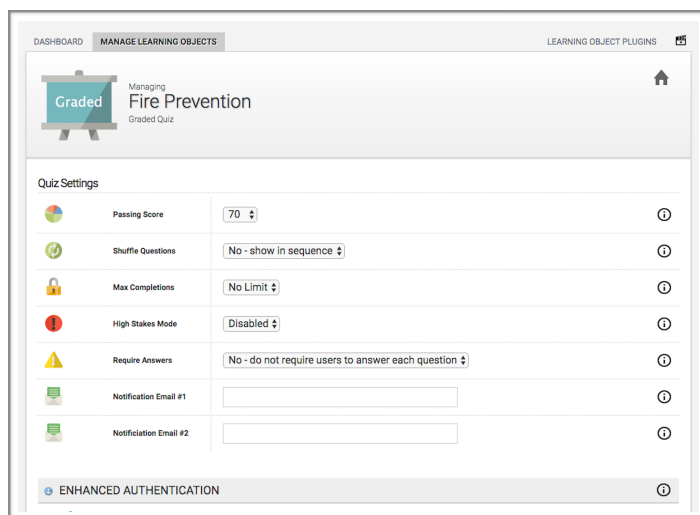 DASHBOARD MANAGE LEARNING OBJECTS LEARNING OBJECT PLUGINS
Graded
Managing
Fire Prevention
Graded Quiz
Quiz Settings
Passing Score 70
Shuffle Questions No - show in sequence
Max Completions No Limit
High Stakes Mode Disabled
Require Answers No - do not require users to answer each question
Notification Email #1
Notificiation Email #2
ENHANCED AUTHENTICATION